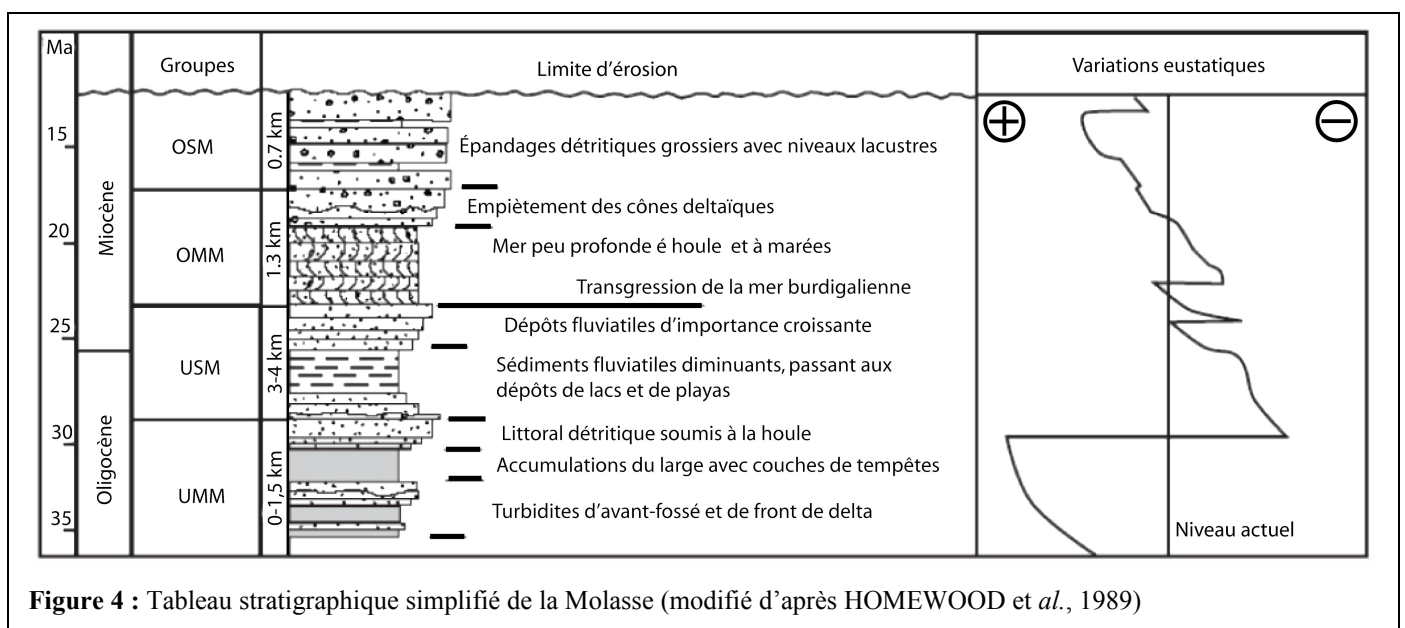 Ma
Groupes
Limite d'érosion
Variations eustatiques
15
20
25
30
35
Miocène
Oligocène
OSM
OMM
USM
UMM
0.7 km
1.3 km
3-4 km
0-1,5 km
Épandages détritiques grossiers avec niveaux lacustres
Empiètement des cônes deltaïques
Mer peu profonde é houle et à marées
Transgression de la mer burdigalienne
Dépôts fluviatiles d'importance croissante
Sédiments fluviatiles diminuants, passant aux
dépôts de lacs et de playas
Littoral détritique soumis à la houle
Accumulations du large avec couches de tempêtes
Turbidites d'avant-fossé et de front de delta
+
−
Niveau actuel
Figure 4 : Tableau stratigraphique simplifié de la Molasse (modifié d'après HOMEWOOD et al., 1989)